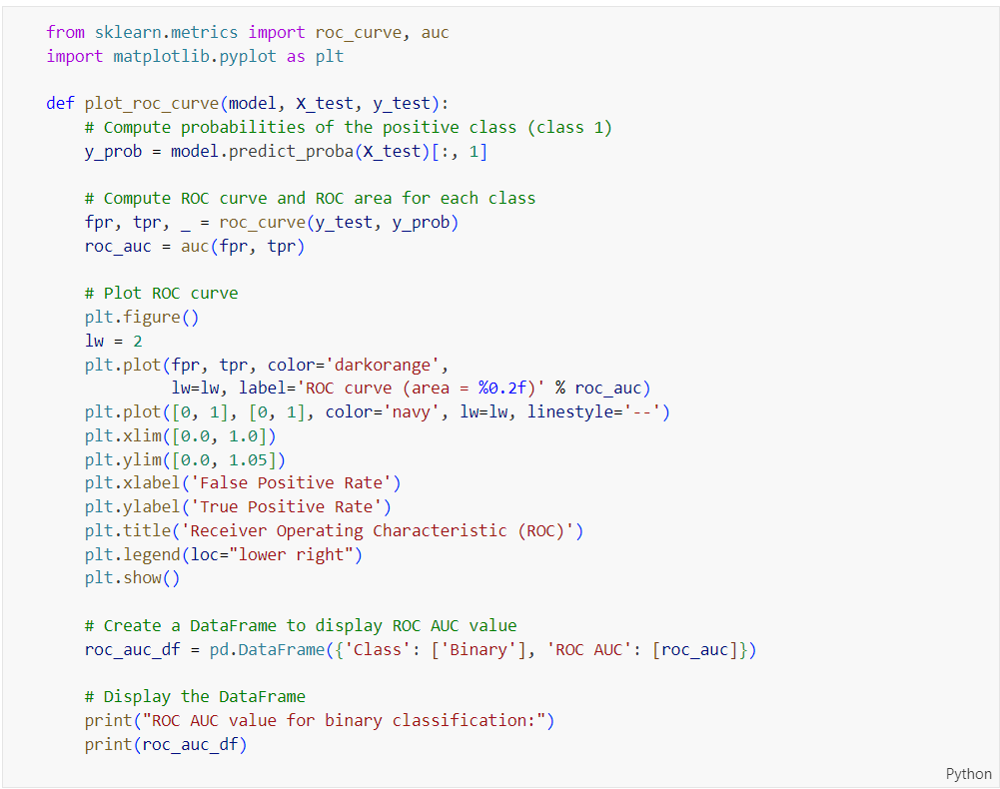 from sklearn.metrics import roc_curve, auc
import matplotlib.pyplot as plt

def plot_roc_curve(model, X_test, y_test):
    # Compute probabilities of the positive class (class 1)
    y_prob = model.predict_proba(X_test)[:, 1]

    # Compute ROC curve and ROC area for each class
    fpr, tpr, _ = roc_curve(y_test, y_prob)
    roc_auc = auc(fpr, tpr)

    # Plot ROC curve
    plt.figure()
    lw = 2
    plt.plot(fpr, tpr, color='darkorange',
             lw=lw, label='ROC curve (area = %0.2f)' % roc_auc)
    plt.plot([0, 1], [0, 1], color='navy', lw=lw, linestyle='--')
    plt.xlim([0.0, 1.0])
    plt.ylim([0.0, 1.05])
    plt.xlabel('False Positive Rate')
    plt.ylabel('True Positive Rate')
    plt.title('Receiver Operating Characteristic (ROC)')
    plt.legend(loc="lower right")
    plt.show()

    # Create a DataFrame to display ROC AUC value
    roc_auc_df = pd.DataFrame({'Class': ['Binary'], 'ROC AUC': [roc_auc]})

    # Display the DataFrame
    print("ROC AUC value for binary classification:")
    print(roc_auc_df)
Python